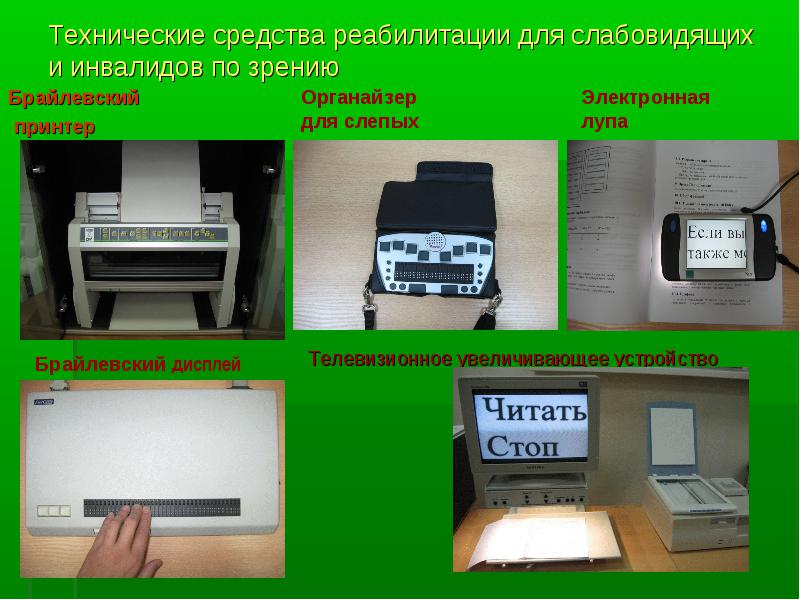 Технические средства реабилитации для слабовидящих
и инвалидов по зрению
Брайлевский
принтер
Органайзер
для слепых
Электронная
лупа
Если вы
также мо
Брайлевский дисплей
Телевизионное увеличивающее устройство
Читать
Стоп